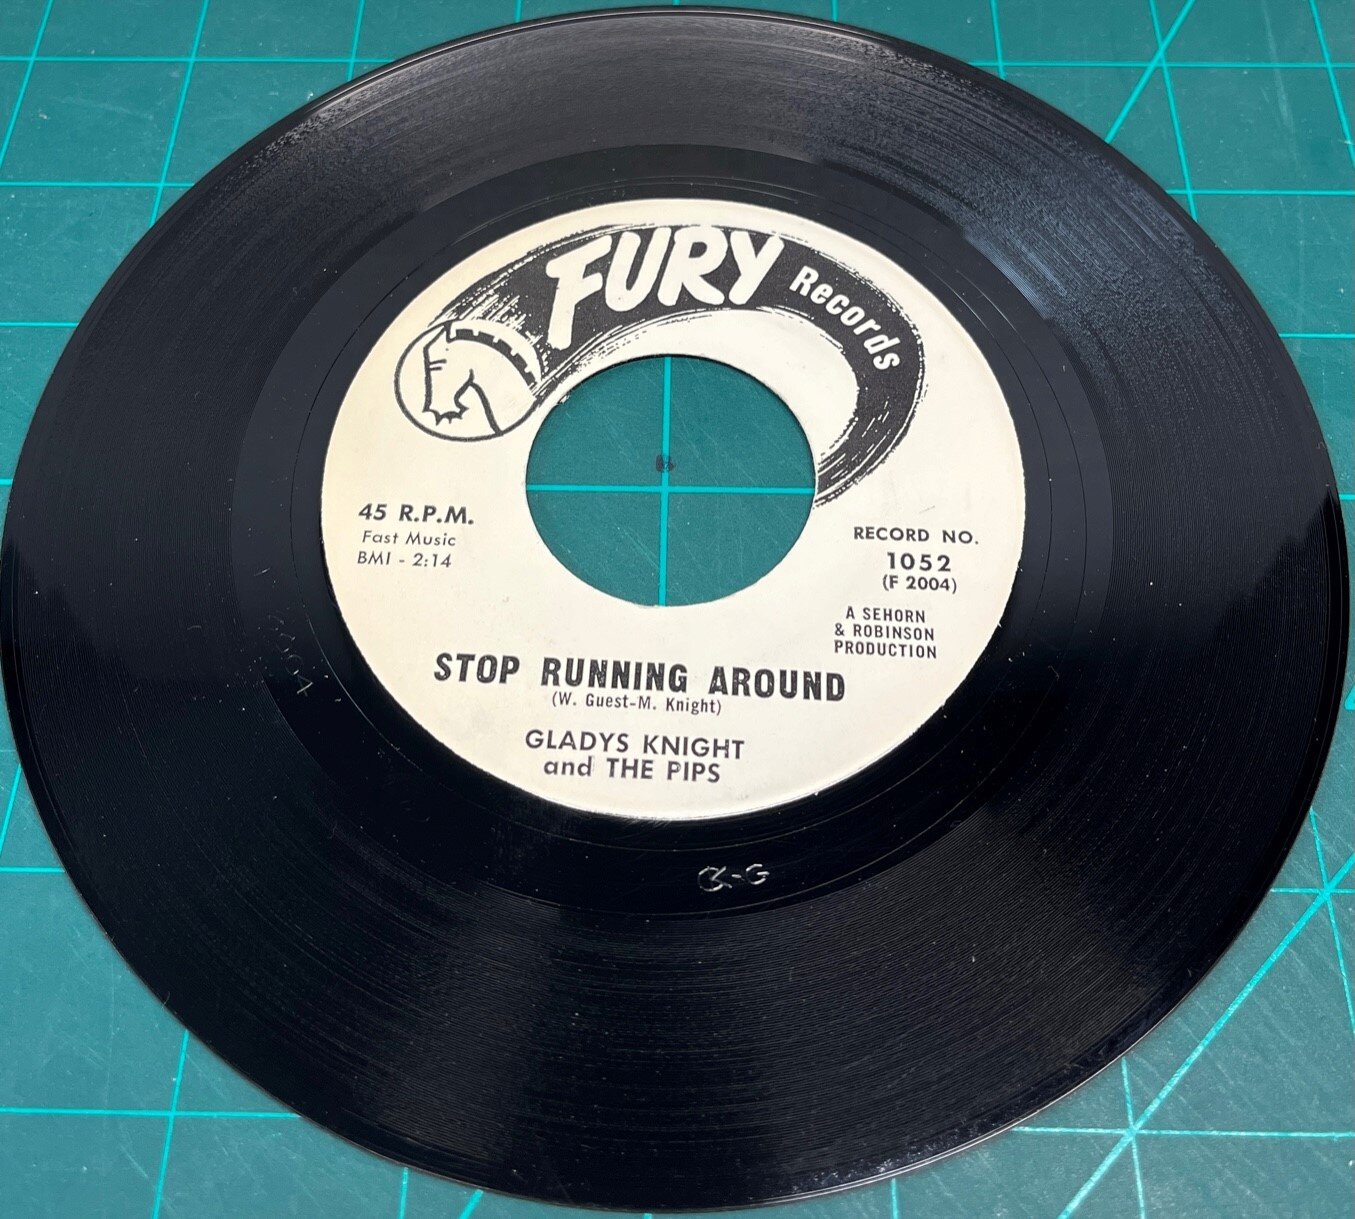 FURY Records
45 R.P.M.
Fast Music
BMI - 2:14
RECORD NO.
1052
(F 2004)
A SEHORN
& ROBINSON
PRODUCTION
STOP RUNNING AROUND
(W. Guest-M. Knight)
GLADYS KNIGHT
and THE PIPS